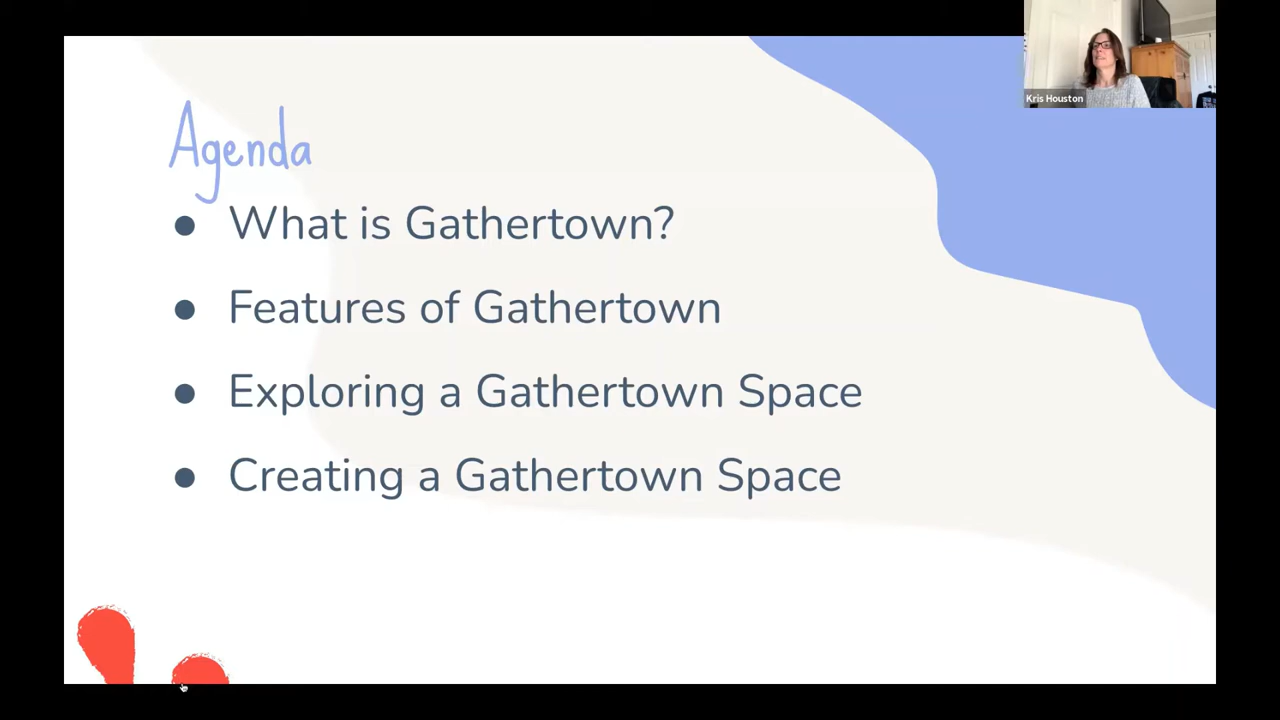 Kris Houston
Agenda
● What is Gathertown?
● Features of Gathertown
● Exploring a Gathertown Space
● Creating a Gathertown Space